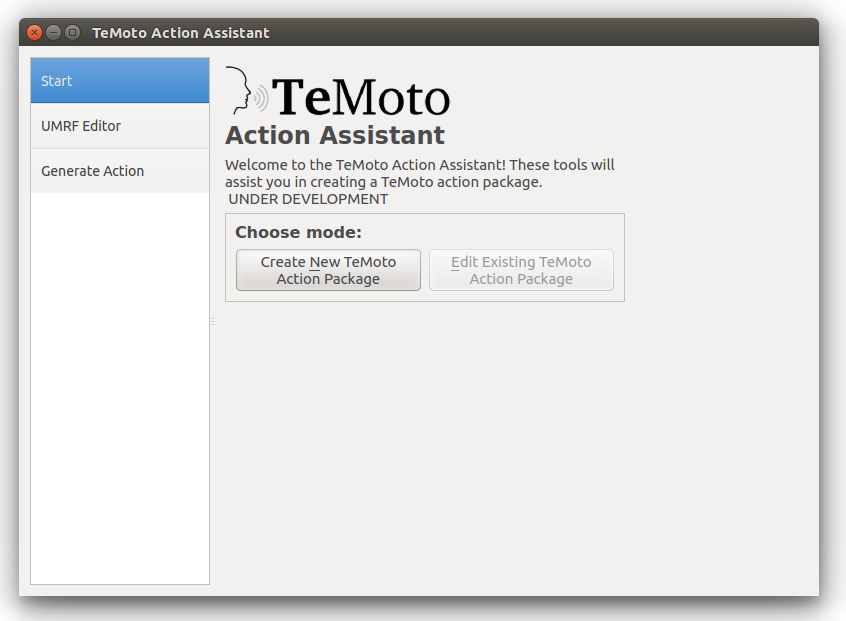 TeMoto Action Assistant
Start
UMRF Editor
Generate Action
TeMoto
Action Assistant
Welcome to the TeMoto Action Assistant! These tools will
assist you in creating a TeMoto action package.
UNDER DEVELOPMENT
Choose mode:
Create New TeMoto
Action Package
Edit Existing TeMoto
Action Package